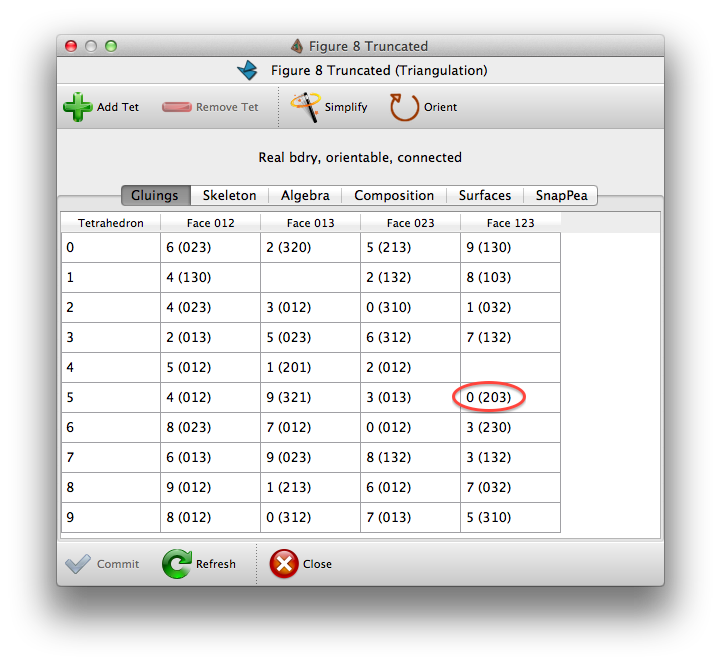 Figure 8 Truncated
Figure 8 Truncated (Triangulation)
Add Tet Remove Tet Simplify Orient
Real bdry, orientable, connected
Gluings Skeleton Algebra Composition Surfaces SnapPea
Tetrahedron Face 012 Face 013 Face 023 Face 123
0 6 (023) 2 (320) 5 (213) 9 (130)
1 4 (130) 2 (132) 8 (103)
2 4 (023) 3 (012) 0 (310) 1 (032)
3 2 (013) 5 (023) 6 (312) 7 (132)
4 5 (012) 1 (201) 2 (012)
5 4 (012) 9 (321) 3 (013) 0 (203)
6 8 (023) 7 (012) 0 (012) 3 (230)
7 6 (013) 9 (023) 8 (132) 3 (132)
8 9 (012) 1 (213) 6 (012) 7 (032)
9 8 (012) 0 (312) 7 (013) 5 (310)
Commit Refresh Close